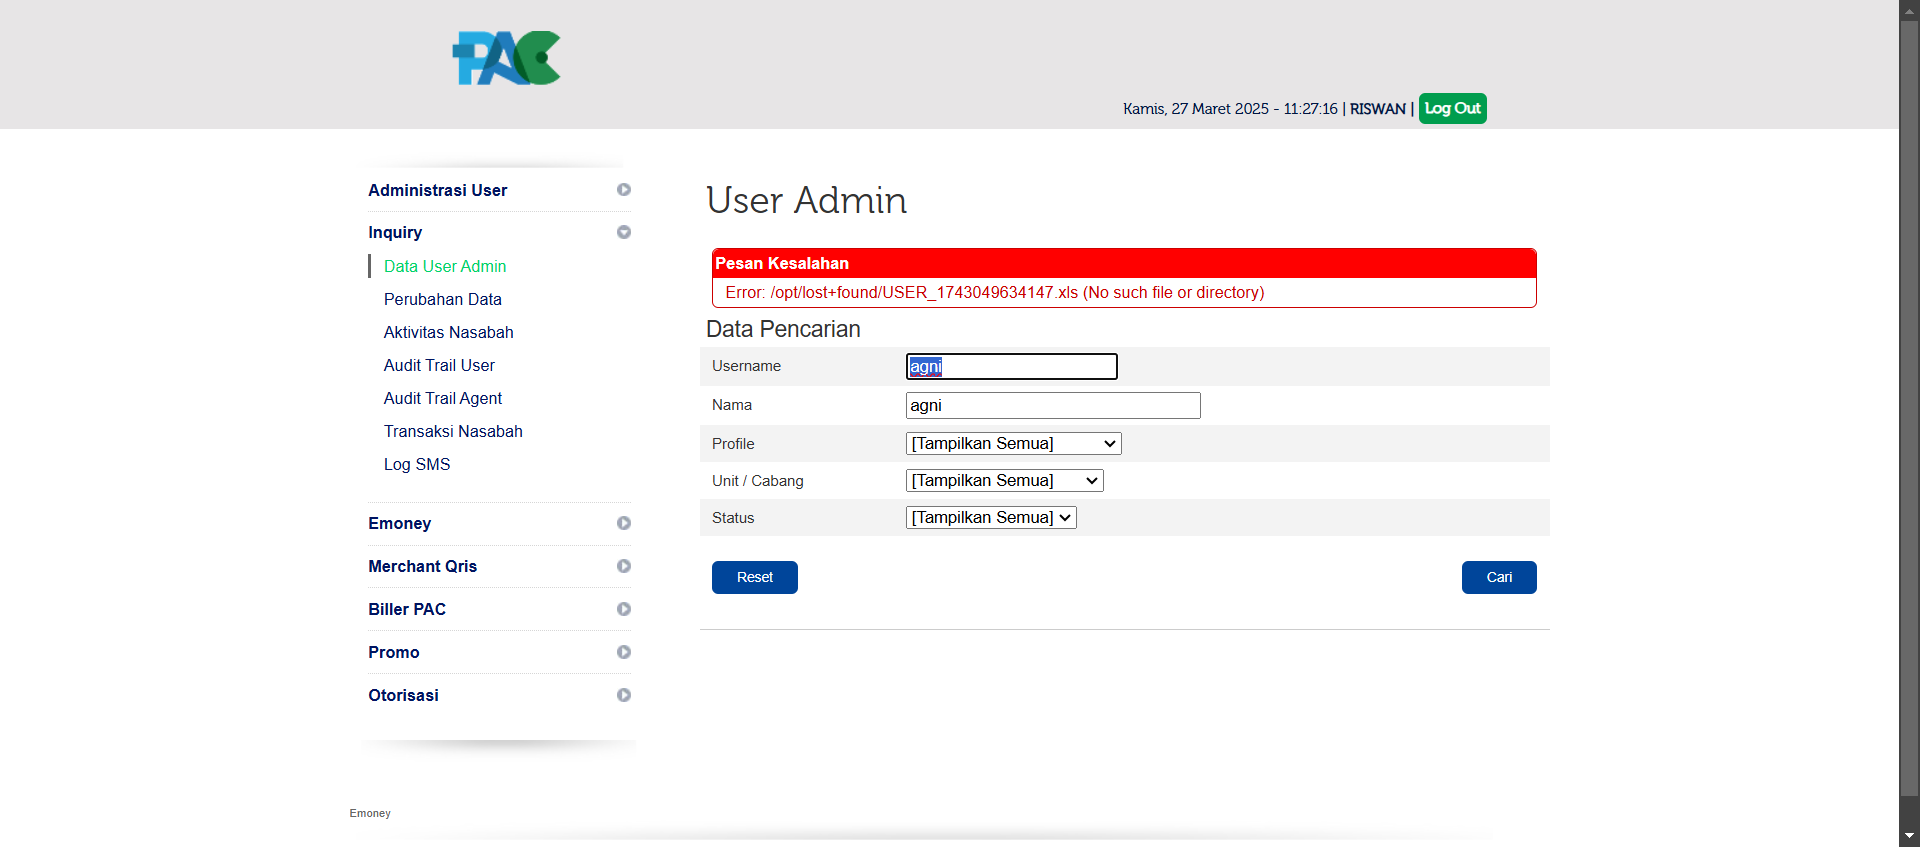 PAC
Kamis, 27 Maret 2025 - 11:27:16 | RISWAN | Log Out
Administrasi User
Inquiry
Data User Admin
Perubahan Data
Aktivitas Nasabah
Audit Trail User
Audit Trail Agent
Transaksi Nasabah
Log SMS
Emoney
Merchant Qris
Biller PAC
Promo
Otorisasi
User Admin
Pesan Kesalahan
Error: /opt/lost+found/USER_1743049634147.xls (No such file or directory)
Data Pencarian
Username agni
Nama agni
Profile [Tampilkan Semua]
Unit / Cabang [Tampilkan Semua]
Status [Tampilkan Semua]
Reset Cari
Emoney